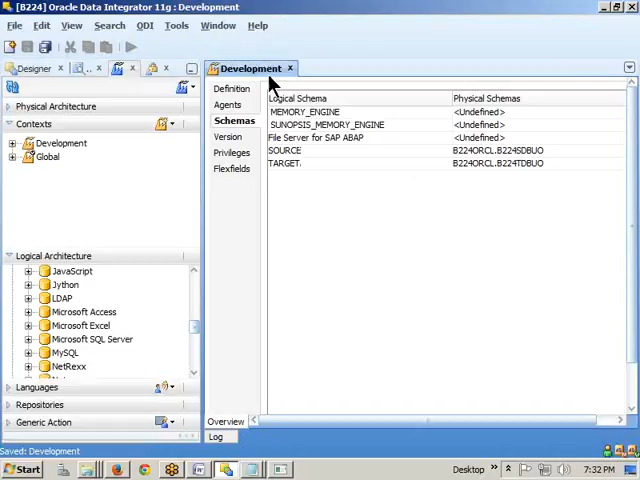 [B224] Oracle Data Integrator 11g : Development
File Edit View Search ODI Tools Window Help
Designer
Development
Physical Architecture
Contexts
Development
Global
Logical Architecture
JavaScript
Jython
LDAP
Microsoft Access
Microsoft Excel
Microsoft SQL Server
MySQL
NetRexx
Languages
Repositories
Generic Action
Definition
Agents
Schemas
Version
Privileges
Flexfields
Logical Schema Physical Schemas
MEMORY_ENGINE <Undefined>
SUNOPSIS_MEMORY_ENGINE <Undefined>
File Server for SAP ABAP <Undefined>
SOURCE B224ORCL.B224SDBUO
TARGET. B224ORCL.B224TDBUO
Overview
Log
Saved: Development
Start
Desktop
7:32 PM